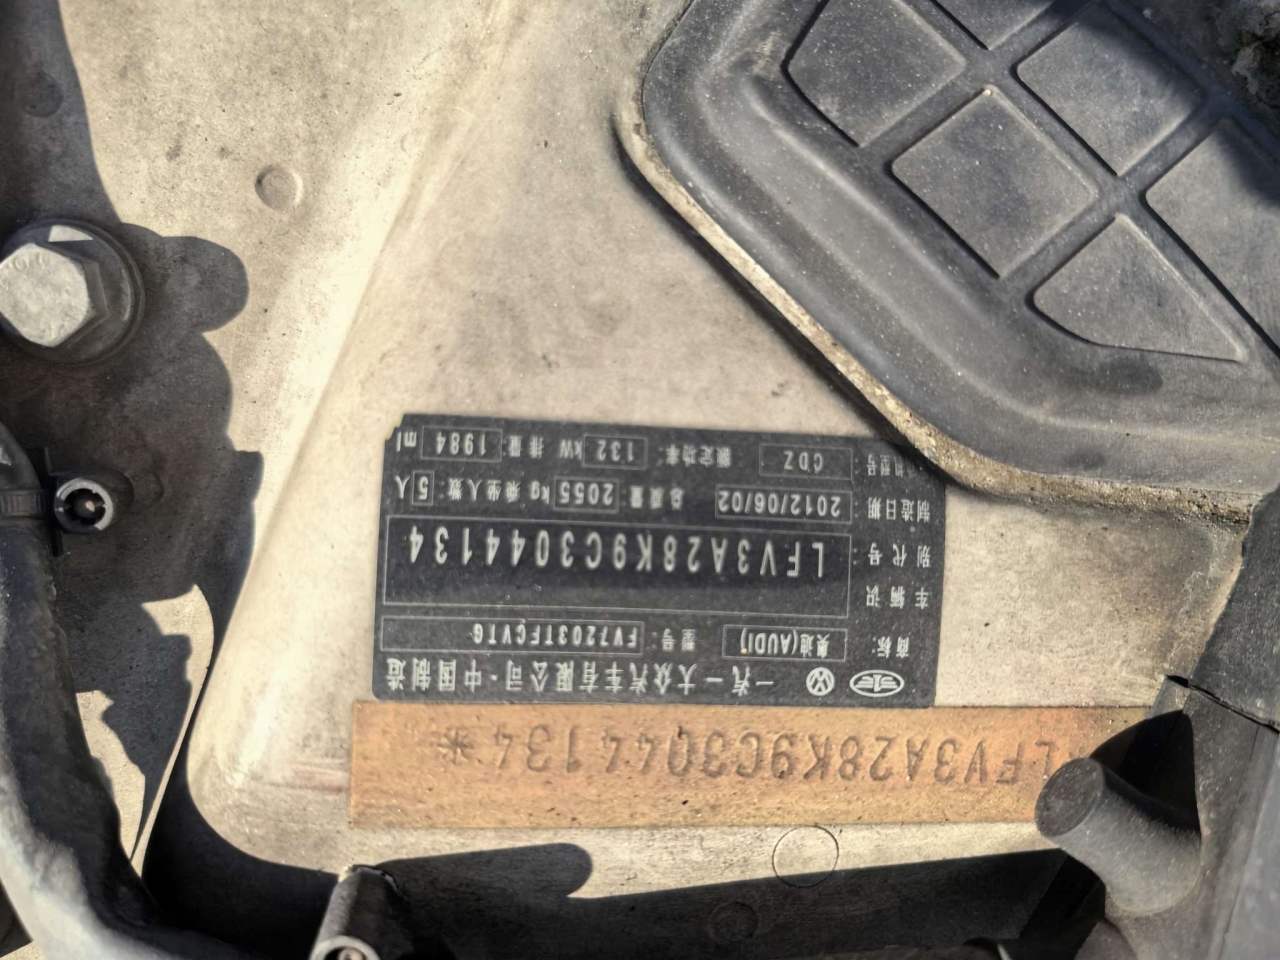 *LFV3A28K9C3044134*
一汽一大众汽车有限公司·中国制造
商标: 奥迪(AUDI) 型号: FV7203TFCVTG
车辆识别代号: LFV3A28K9C3044134
制造日期: 2012/06/02 总质量: 2055 kg 乘坐人数: 5 人
机型号: CDZ 额定功率: 132 kW 排量: 1984 ml